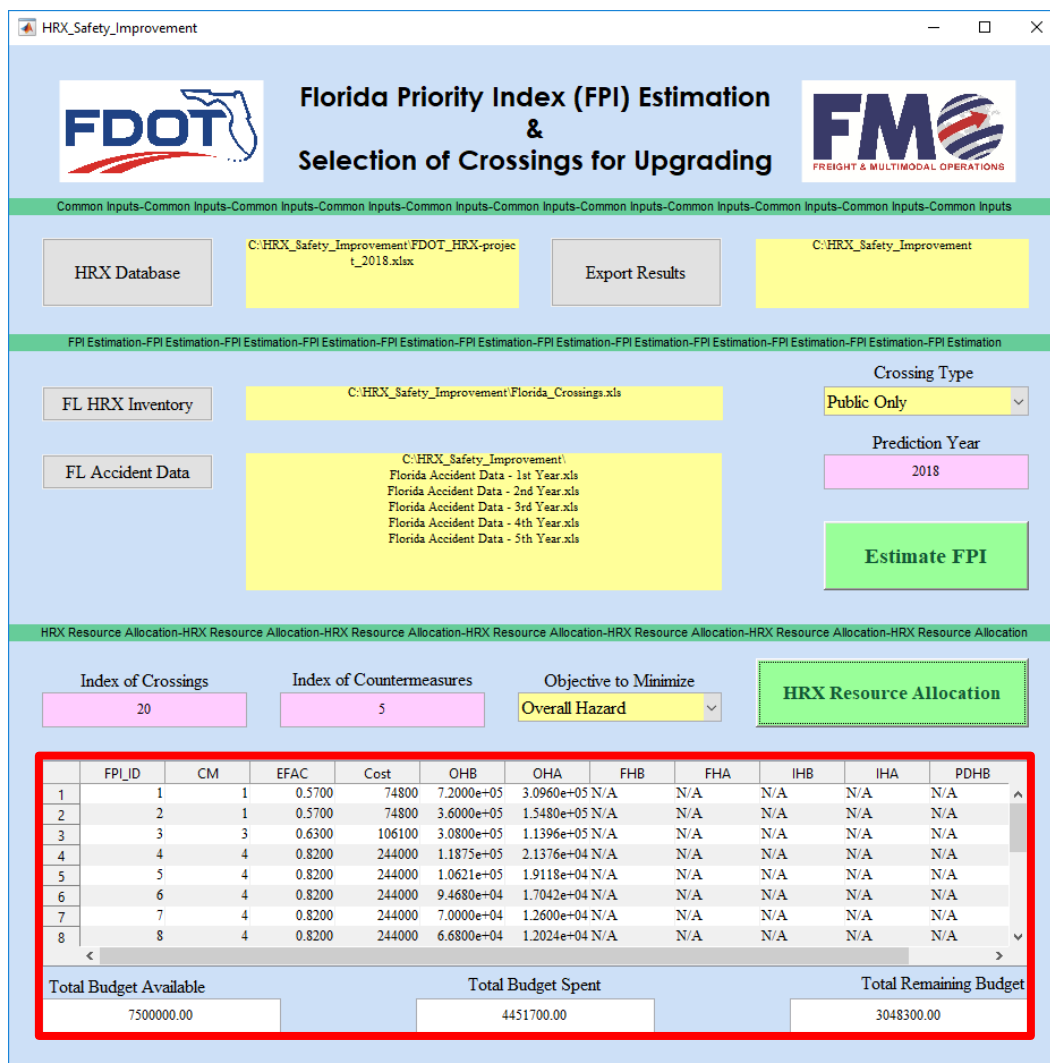 HRX_Safety_Improvement
FDOT
Florida Priority Index (FPI) Estimation
&
Selection of Crossings for Upgrading
FMO
FREIGHT & MULTIMODAL OPERATIONS
Common Inputs-Common Inputs-Common Inputs-Common Inputs-Common Inputs-Common Inputs-Common Inputs-Common Inputs-Common Inputs-Common Inputs-Common Inputs
HRX Database
C:\HRX_Safety_Improvement\FDOT_HRX-projec
t_2018.xlsx
Export Results
C:\HRX_Safety_Improvement
FPI Estimation-FPI Estimation-FPI Estimation-FPI Estimation-FPI Estimation-FPI Estimation-FPI Estimation-FPI Estimation-FPI Estimation-FPI Estimation-FPI Estimation-FPI Estimation
FL HRX Inventory
C:\HRX_Safety_Improvement\Florida_Crossings.xls
Crossing Type
Public Only
FL Accident Data
C:\HRX_Safety_Improvement\
Florida Accident Data - 1st Year.xls
Florida Accident Data - 2nd Year.xls
Florida Accident Data - 3rd Year.xls
Florida Accident Data - 4th Year.xls
Florida Accident Data - 5th Year.xls
Prediction Year
2018
Estimate FPI
HRX Resource Allocation-HRX Resource Allocation-HRX Resource Allocation-HRX Resource Allocation-HRX Resource Allocation-HRX Resource Allocation-HRX Resource Allocation
Index of Crossings
20
Index of Countermeasures
5
Objective to Minimize
Overall Hazard
HRX Resource Allocation
FPI_ID CM EFAC Cost OHB OHA FHB FHA IHB IHA PDHB
1 1 1 0.5700 74800 7.2000e+05 3.0960e+05 N/A N/A N/A N/A N/A
2 2 1 0.5700 74800 3.6000e+05 1.5480e+05 N/A N/A N/A N/A N/A
3 3 3 0.6300 106100 3.0800e+05 1.1396e+05 N/A N/A N/A N/A N/A
4 4 4 0.8200 244000 1.1875e+05 2.1376e+04 N/A N/A N/A N/A N/A
5 5 4 0.8200 244000 1.0621e+05 1.9118e+04 N/A N/A N/A N/A N/A
6 6 4 0.8200 244000 9.4680e+04 1.7042e+04 N/A N/A N/A N/A N/A
7 7 4 0.8200 244000 7.0000e+04 1.2600e+04 N/A N/A N/A N/A N/A
8 8 4 0.8200 244000 6.6800e+04 1.2024e+04 N/A N/A N/A N/A N/A
Total Budget Available
7500000.00
Total Budget Spent
4451700.00
Total Remaining Budget
3048300.00